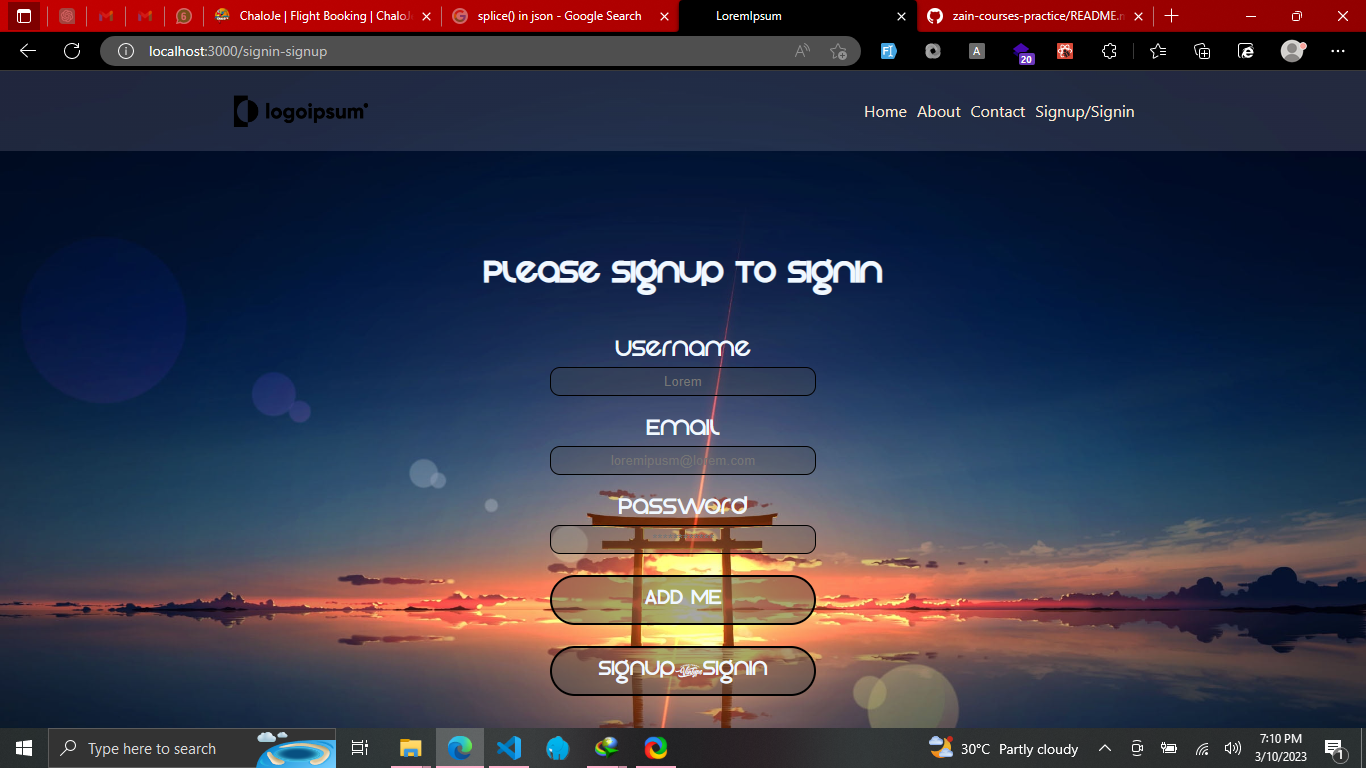 ChaloJe | Flight Booking | ChaloJe
splice() in json - Google Search
LoremIpsum
zain-courses-practice/README.m
localhost:3000/signin-signup
A
20
logoipsum
Home About Contact Signup/Signin
Please Signup To Signin
Username
Lorem
Email
loremipusm@lorem.com
Password
ADD ME
Signup Signin
Type here to search
30°C Partly cloudy
7:10 PM
3/10/2023
1